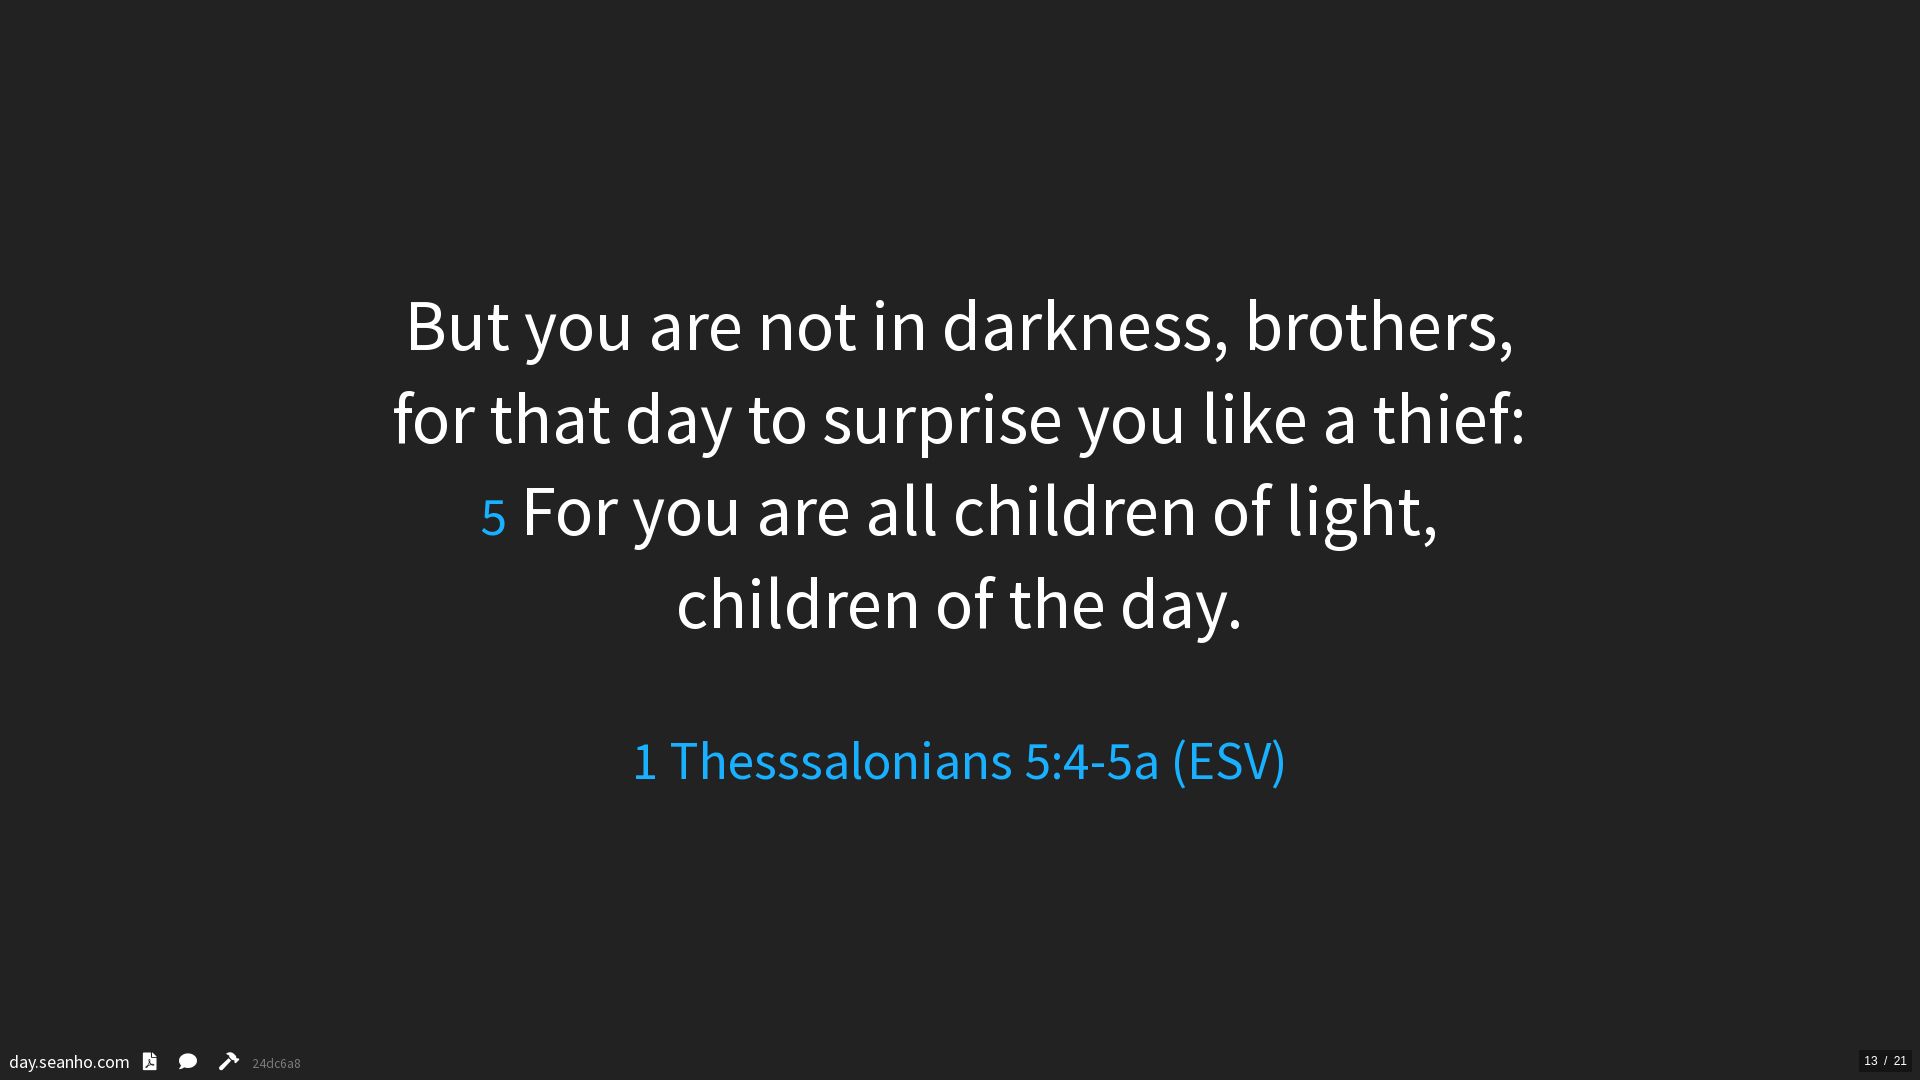 But you are not in darkness, brothers,
for that day to surprise you like a thief:
5 For you are all children of light,
children of the day.
1 Thesssalonians 5:4-5a (ESV)
day.seanho.com 24dc6a8
13 / 21